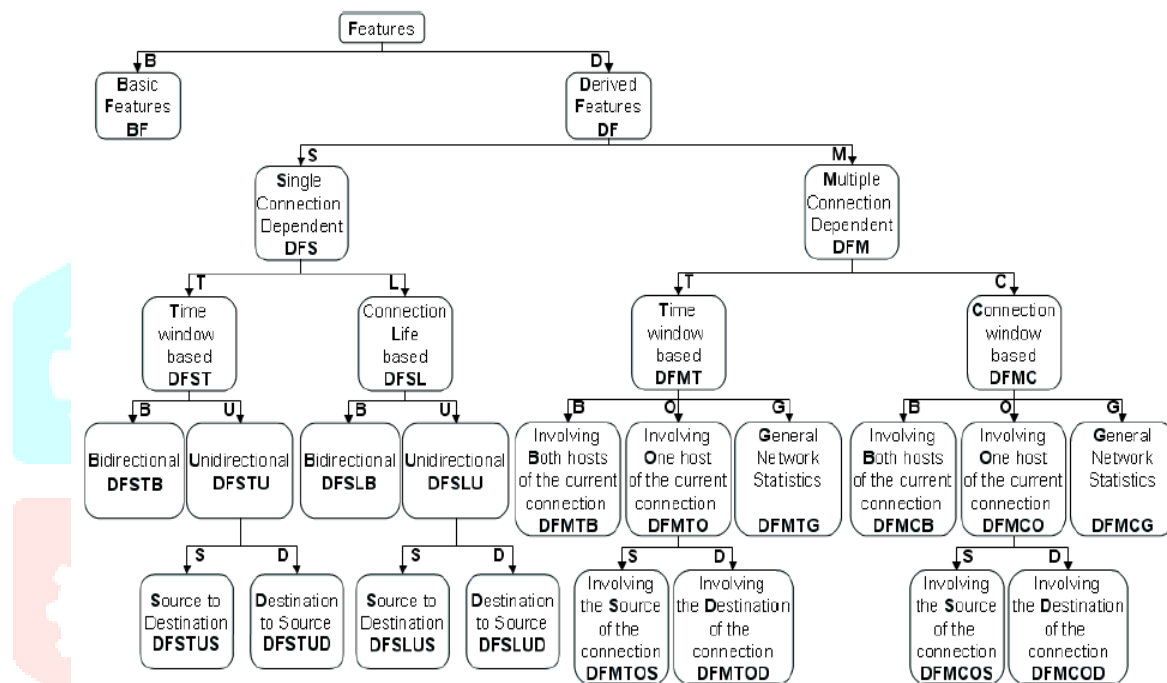 Features
B
D
Basic
Features
BF
Derived
Features
DF
S
M
Single
Connection
Dependent
DFS
Multiple
Connection
Dependent
DFM
T
L
T
C
Time
window
based
DFST
Connection
Life
based
DFSL
Time
window
based
DFMT
Connection
window
based
DFMC
B
U
B
U
B
O
G
B
O
G
Bidirectional
DFSTB
Unidirectional
DFSTU
Bidirectional
DFSLB
Unidirectional
DFSLU
Involving
Both hosts
of the current
connection
DFMTB
Involving
One host
of the current
connection
DFMTO
General
Network
Statistics
DFMTG
Involving
Both hosts
of the current
connection
DFMCB
Involving
One host
of the current
connection
DFMCO
General
Network
Statistics
DFMCG
S
D
S
D
S
D
S
D
Source to
Destination
DFSTUS
Destination
to Source
DFSTUD
Source to
Destination
DFSLUS
Destination
to Source
DFSLUD
Involving
the Source
of the
connection
DFMTOS
Involving
the Destination
of the
connection
DFMTOD
Involving
the Source
of the
connection
DFMCOS
Involving
the Destination
of the
connection
DFMCOD